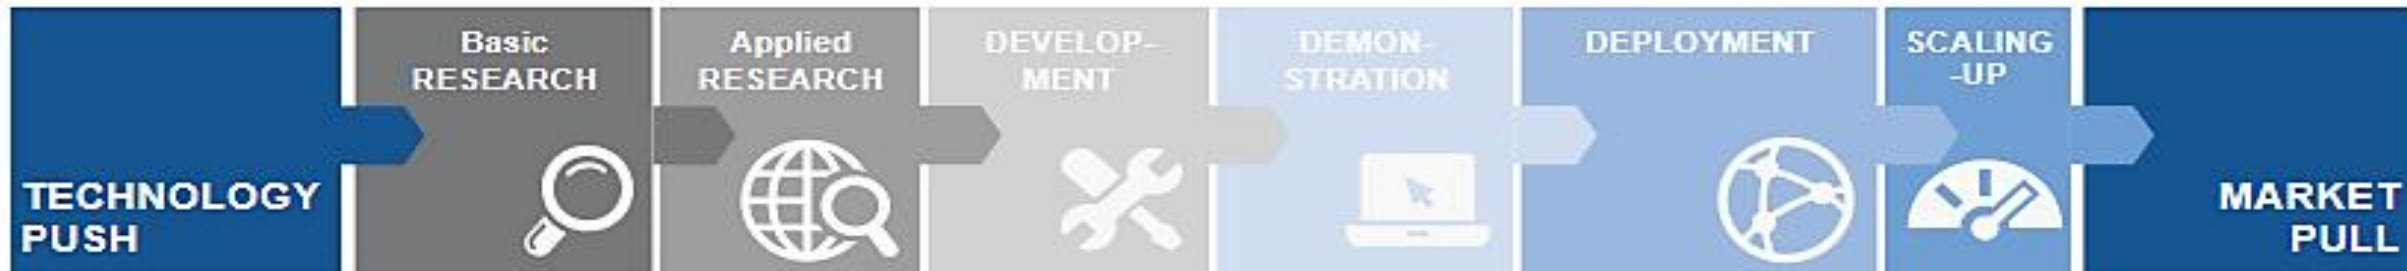 TECHNOLOGY
PUSH
Basic
RESEARCH
Applied
RESEARCH
DEVELOP-
MENT
DEMON-
STRATION
DEPLOYMENT
SCALING
-UP
MARKET
PULL